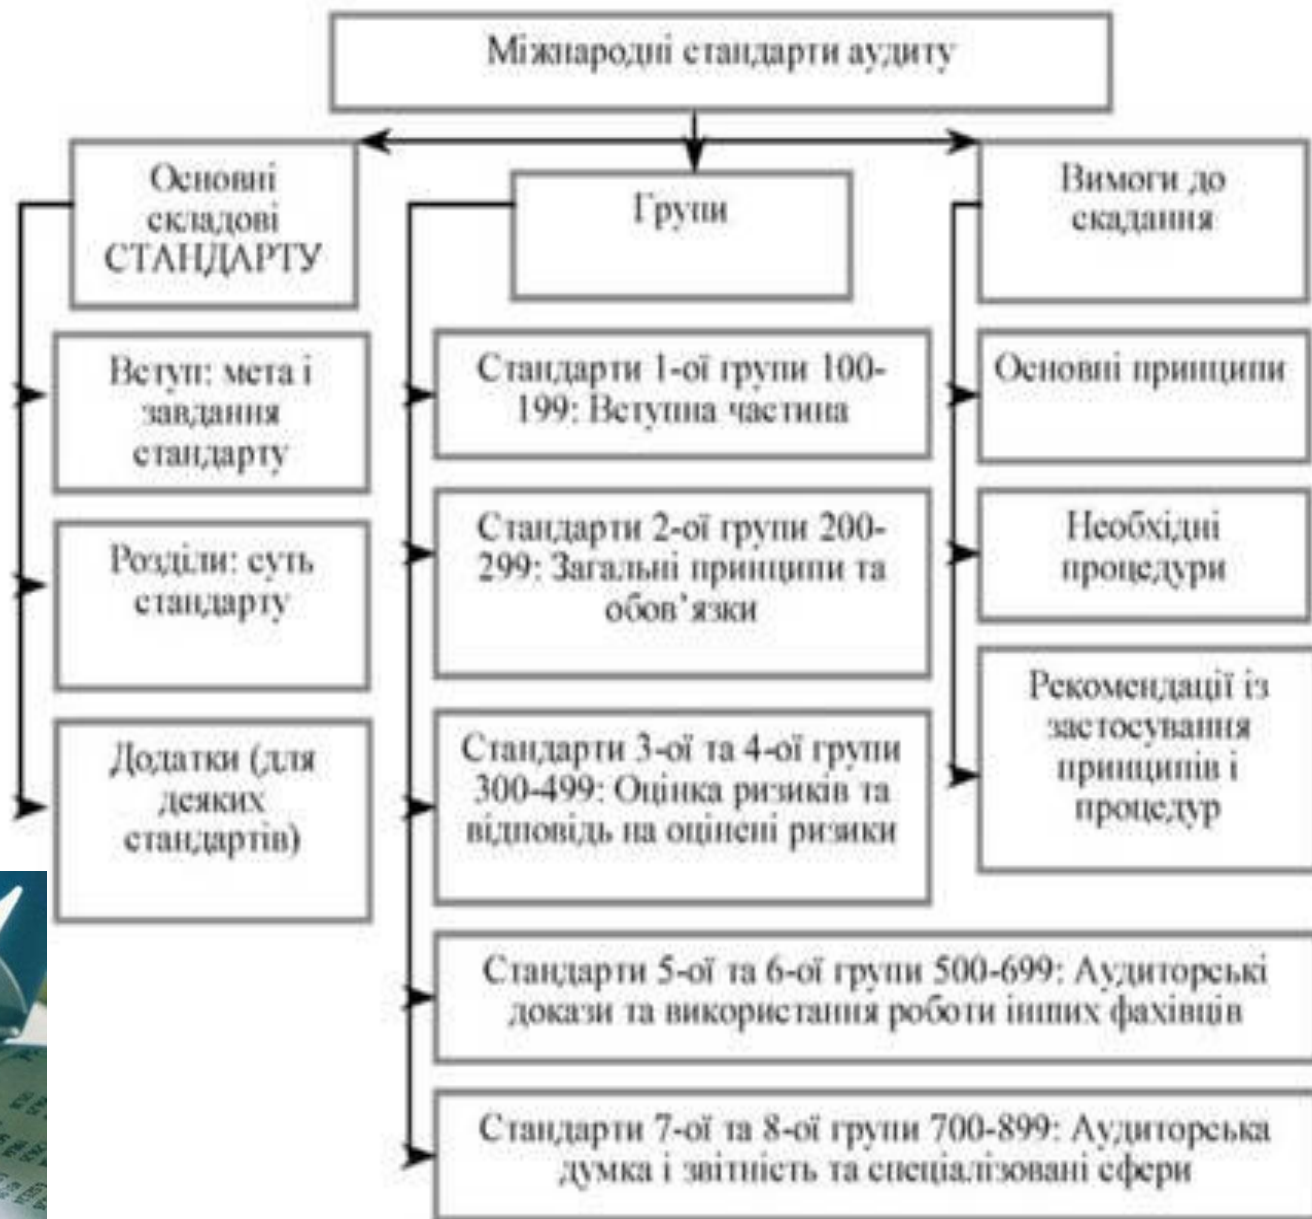 Міжнародні стандарти аудиту
Основні
складові
СТАНДАРТУ
Вступ: мета і
завдання
стандарту
Розділи: суть
стандарту
Додатки (для
деяких
стандартів)
Групи
Стандарти 1-ої групи 100-
199: Вступна частина
Стандарти 2-ої групи 200-
299: Загальні принципи та
обов’язки
Стандарти 3-ої та 4-ої групи
300-499: Оцінка ризиків та
відповідь на оцінені ризики
Стандарти 5-ої та 6-ої групи 500-699: Аудиторські
докази та використання роботи інших фахівців
Стандарти 7-ої та 8-ої групи 700-899: Аудиторська
думка і звітність та спеціалізовані сфери
Вимоги до
скадання
Основні принципи
Необхідні
процедури
Рекомендації із
застосування
принципів і
процедур